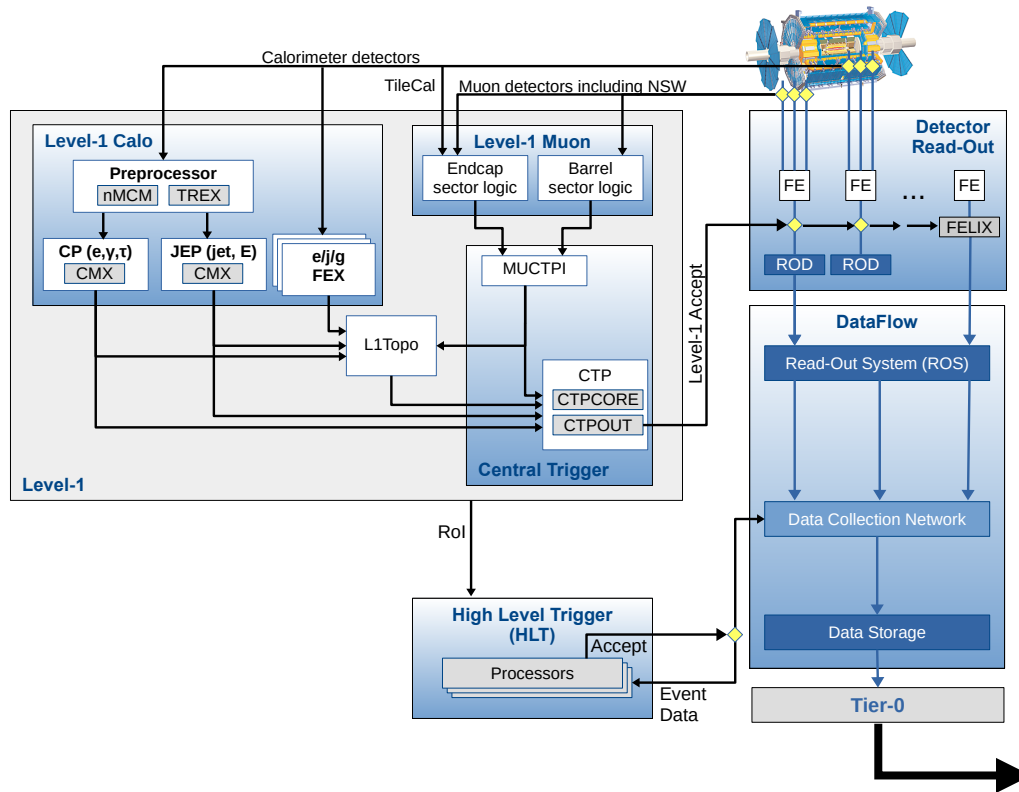 Calorimeter detectors
TileCal
Muon detectors including NSW
Level-1 Calo
Preprocessor
nMCM
TREX
CP (e,γ,τ)
CMX
JEP (jet, E)
CMX
e/j/g
FEX
Level-1 Muon
Endcap
sector logic
Barrel
sector logic
MUCTPI
L1Topo
CTP
CTPCORE
CTPOUT
Central Trigger
Level-1
Level-1 Accept
Detector
Read-Out
FE
FE
...
FE
FELIX
ROD
ROD
DataFlow
Read-Out System (ROS)
Data Collection Network
Data Storage
Tier-0
RoI
High Level Trigger
(HLT)
Accept
Processors
Event
Data